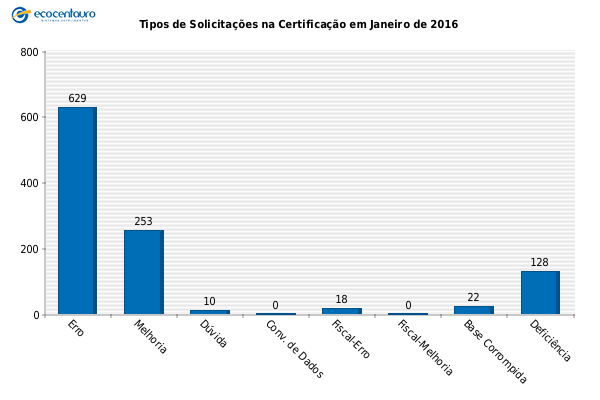 ecocentauro
Tipos de Solicitações na Certificação em Janeiro de 2016
800
600
400
200
0
629
253
10
0
18
0
22
128
Erro
Melhoria
Dúvida
Conv. de Dados
Fiscal-Erro
Fiscal-Melhoria
Base Corrompida
Deficiência